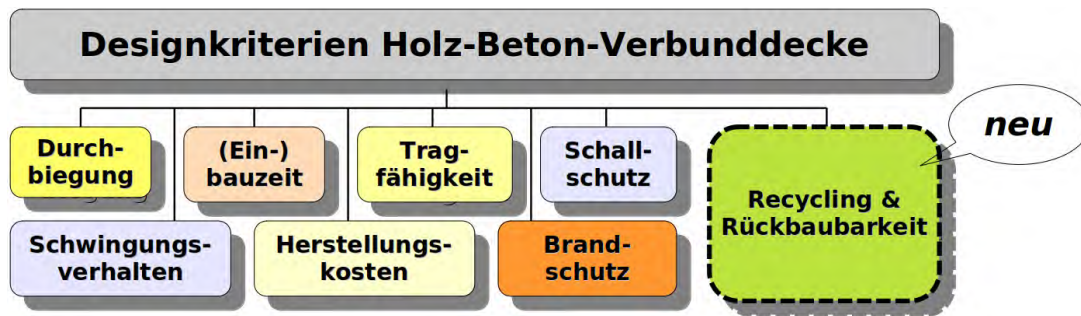 Designkriterien Holz-Beton-Verbunddecke
neu
Durch-
biegung
(Ein-)
bauzeit
Trag-
fähigkeit
Schall-
schutz
Recycling &
Rückbaubarkeit
Schwingungs-
verhalten
Herstellungs-
kosten
Brand-
schutz